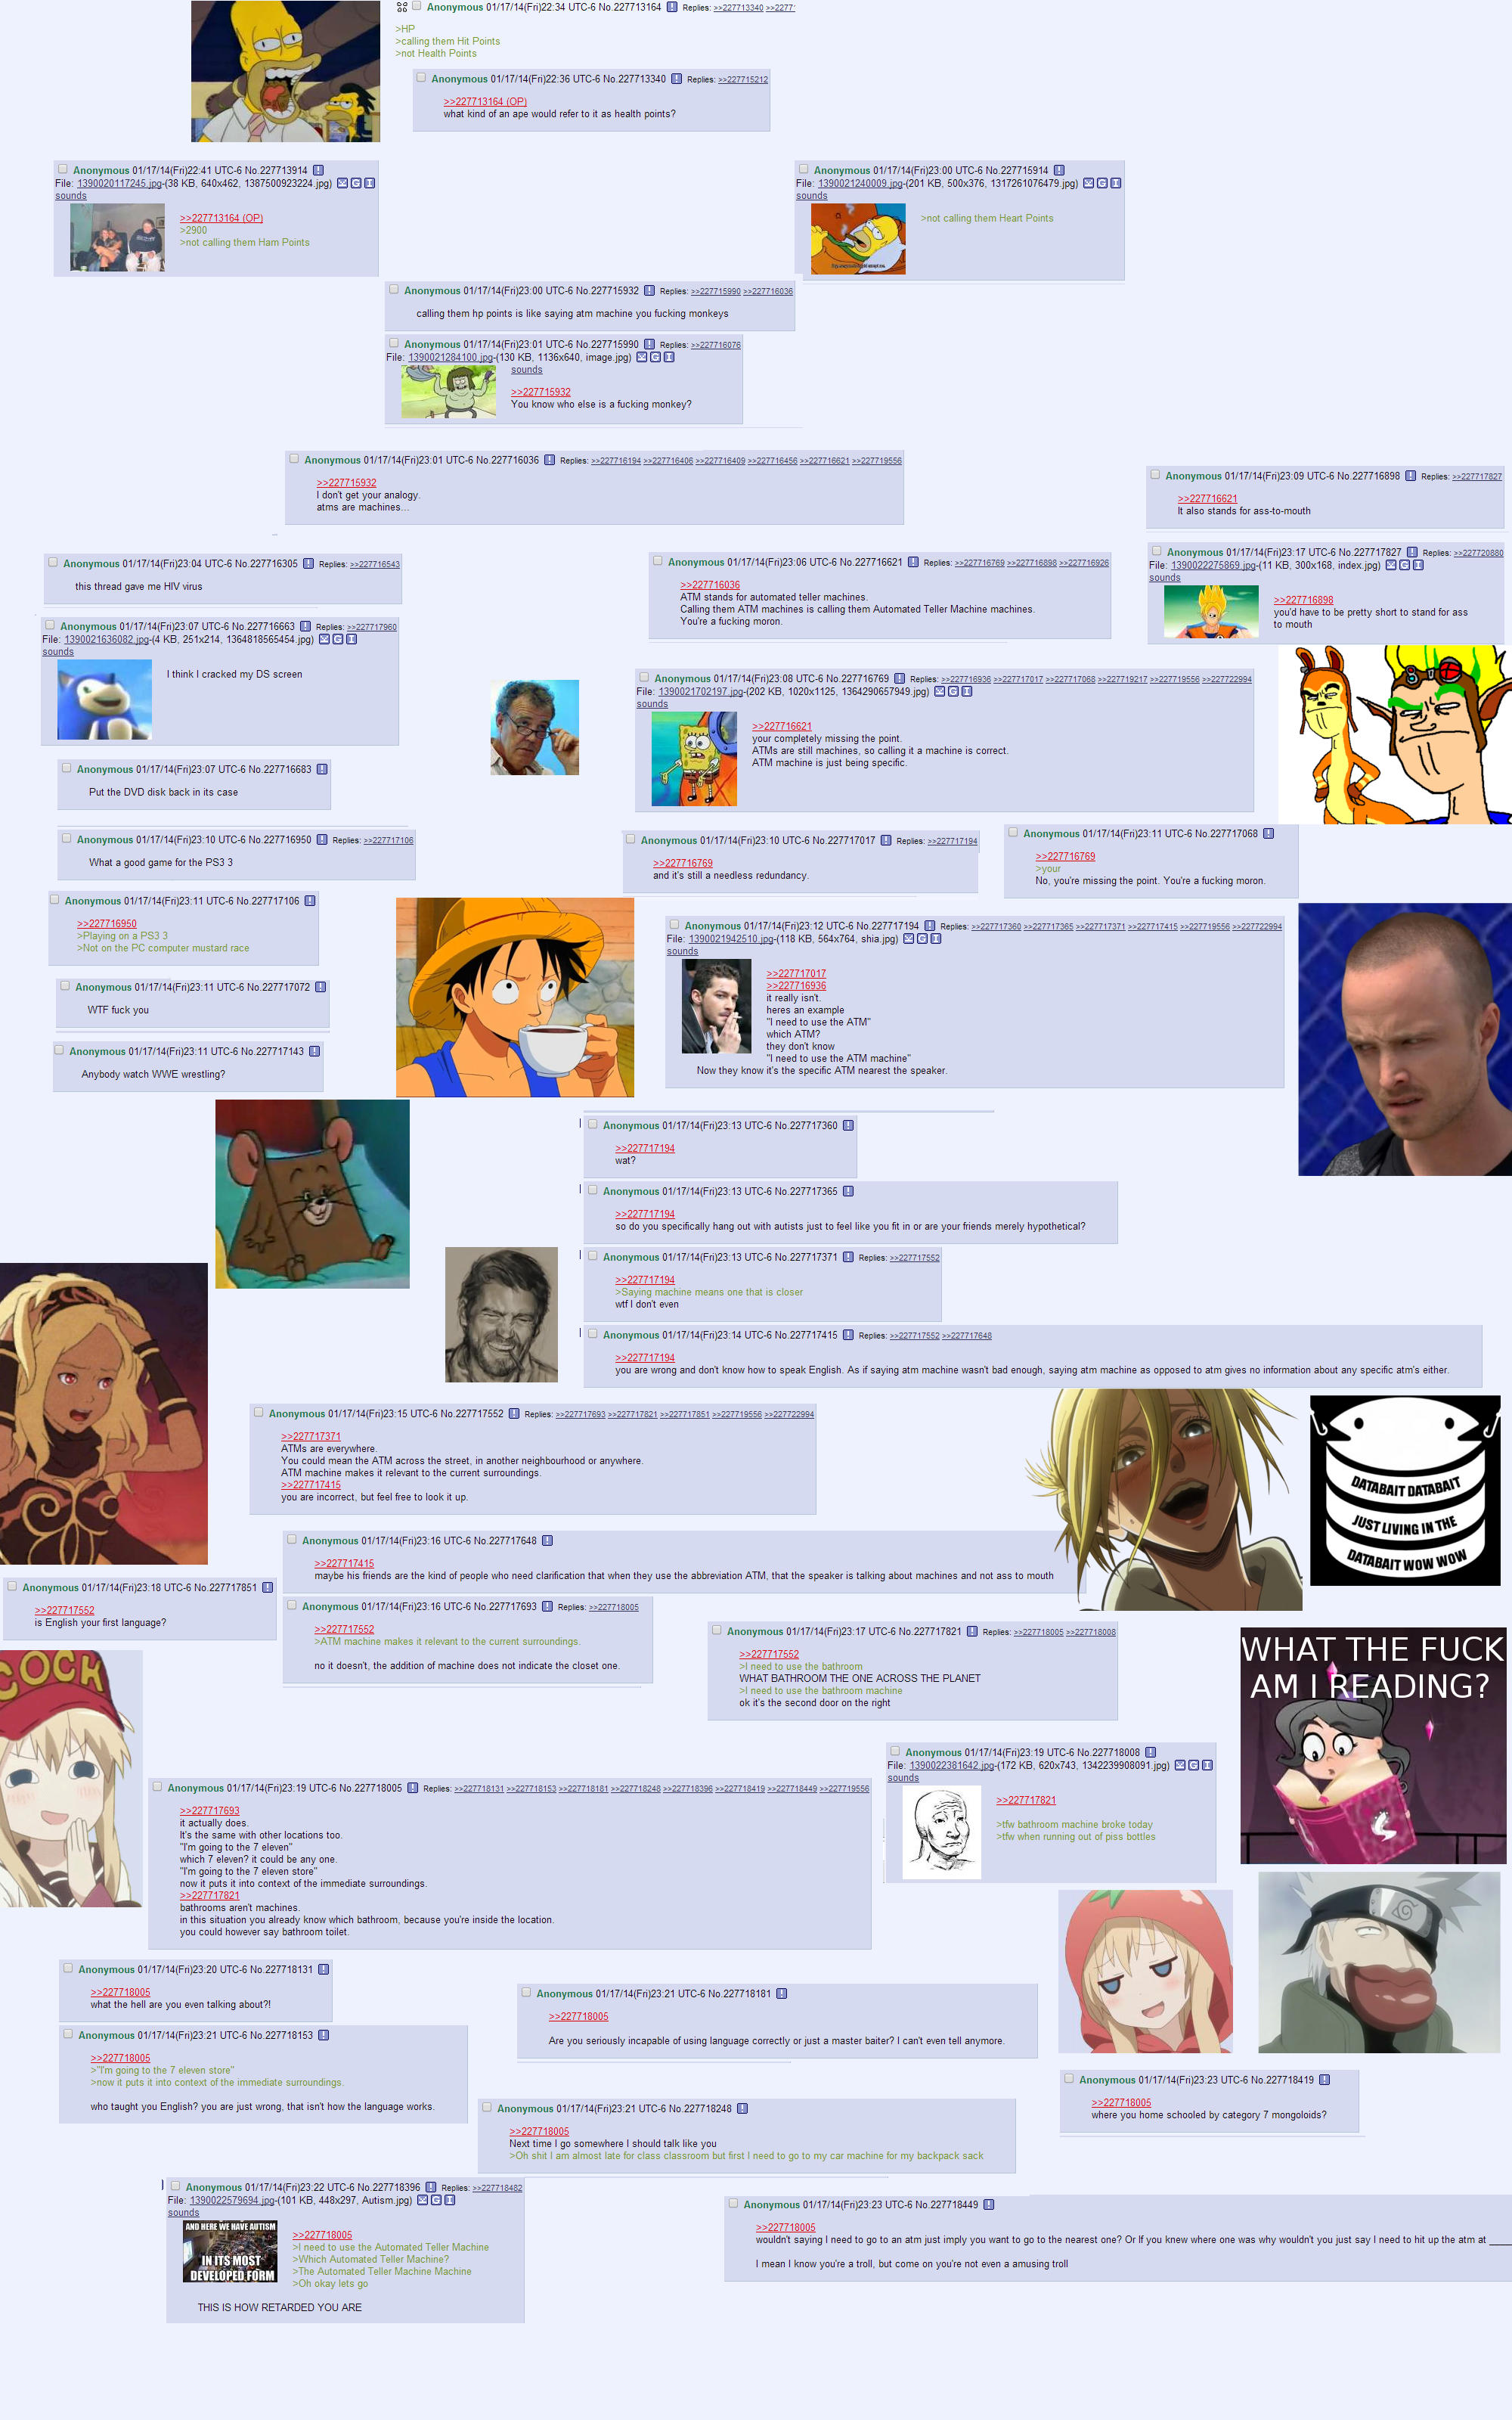 Anonymous 01/17/14(Fri)22:34 UTC-6 No.227713164 Replies: >>227713340 >>2277
>HP
>calling them Hit Points
>not Health Points
Anonymous 01/17/14(Fri)22:36 UTC-6 No.227713340 Replies: >>227715212
>>227713164 (OP)
what kind of an ape would refer to it as health points?
Anonymous 01/17/14(Fri)22:41 UTC-6 No.227713914
File: 1390020117245.jpg-(38 KB, 640x462, 1387500923224.jpg)
sounds
>>227713164 (OP)
>2900
>not calling them Ham Points
Anonymous 01/17/14(Fri)23:00 UTC-6 No.227715914
File: 1390021240009.jpg-(201 KB, 500x376, 1317261076479.jpg)
sounds
>not calling them Heart Points
Anonymous 01/17/14(Fri)23:00 UTC-6 No.227715932 Replies: >>227715990 >>227716036
calling them hp points is like saying atm machine you fucking monkeys
Anonymous 01/17/14(Fri)23:01 UTC-6 No.227715990 Replies: >>227716076
File: 1390021284100.jpg-(130 KB, 1136x640, image.jpg)
sounds
>>227715932
You know who else is a fucking monkey?
Anonymous 01/17/14(Fri)23:01 UTC-6 No.227716036 Replies: >>227716194 >>227716406 >>227716409 >>227716456 >>227716621 >>227719556
>>227715932
I don't get your analogy.
atms are machines...
Anonymous 01/17/14(Fri)23:09 UTC-6 No.227716898 Replies: >>227717827
>>227716621
It also stands for ass-to-mouth
Anonymous 01/17/14(Fri)23:04 UTC-6 No.227716305 Replies: >>227716543
this thread gave me HIV virus
Anonymous 01/17/14(Fri)23:06 UTC-6 No.227716621 Replies: >>227716769 >>227716898 >>227716926
>>227716036
ATM stands for automated teller machines.
Calling them ATM machines is calling them Automated Teller Machine machines.
You're a fucking moron.
Anonymous 01/17/14(Fri)23:17 UTC-6 No.227717827 Replies: >>227720880
File: 1390022275869.jpg-(11 KB, 300x168, index.jpg)
sounds
>>227716898
you'd have to be pretty short to stand for ass
to mouth
Anonymous 01/17/14(Fri)23:07 UTC-6 No.227716663 Replies: >>227717960
File: 1390021636082.jpg-(4 KB, 251x214, 1364818565454.jpg)
sounds
I think I cracked my DS screen
Anonymous 01/17/14(Fri)23:08 UTC-6 No.227716769 Replies: >>227716936 >>227717017 >>227717068 >>227719217 >>227719556 >>227722994
File: 1390021702197.jpg-(202 KB, 1020x1125, 1364290657949.jpg)
sounds
>>227716621
your completely missing the point.
ATMs are still machines, so calling it a machine is correct.
ATM machine is just being specific.
Anonymous 01/17/14(Fri)23:07 UTC-6 No.227716683
Put the DVD disk back in its case
Anonymous 01/17/14(Fri)23:10 UTC-6 No.227716950 Replies: >>227717106
What a good game for the PS3 3
Anonymous 01/17/14(Fri)23:10 UTC-6 No.227717017 Replies: >>227717194
>>227716769
and it's still a needless redundancy.
Anonymous 01/17/14(Fri)23:11 UTC-6 No.227717068
>>227716769
>your
No, you're missing the point. You're a fucking moron.
Anonymous 01/17/14(Fri)23:11 UTC-6 No.227717106
>>227716950
>Playing on a PS3 3
>Not on the PC computer mustard race
Anonymous 01/17/14(Fri)23:12 UTC-6 No.227717194 Replies: >>227717360 >>227717365 >>227717371 >>227717415 >>227719556 >>227722994
File: 1390021942510.jpg-(118 KB, 564x764, shia.jpg)
sounds
>>227717017
>>227716936
it really isn't.
heres an example
"I need to use the ATM"
which ATM?
they don't know
"I need to use the ATM machine"
Now they know it's the specific ATM nearest the speaker.
Anonymous 01/17/14(Fri)23:11 UTC-6 No.227717072
WTF fuck you
Anonymous 01/17/14(Fri)23:11 UTC-6 No.227717143
Anybody watch WWE wrestling?
Anonymous 01/17/14(Fri)23:13 UTC-6 No.227717360
>>227717194
wat?
Anonymous 01/17/14(Fri)23:13 UTC-6 No.227717365
>>227717194
so do you specifically hang out with autists just to feel like you fit in or are your friends merely hypothetical?
Anonymous 01/17/14(Fri)23:13 UTC-6 No.227717371 Replies: >>227717552
>>227717194
>Saying machine means one that is closer
wtf I don't even
Anonymous 01/17/14(Fri)23:14 UTC-6 No.227717415 Replies: >>227717552 >>227717648
>>227717194
you are wrong and don't know how to speak English. As if saying atm machine wasn't bad enough, saying atm machine as opposed to atm gives no information about any specific atm's either.
Anonymous 01/17/14(Fri)23:15 UTC-6 No.227717552 Replies: >>227717693 >>227717821 >>227717851 >>227719556 >>227722994
>>227717371
ATMs are everywhere.
You could mean the ATM across the street, in another neighbourhood or anywhere.
ATM machine makes it relevant to the current surroundings.
>>227717415
you are incorrect, but feel free to look it up.
DATABAIT DATABAIT
JUST LIVING IN THE
DATABAIT WOW WOW
Anonymous 01/17/14(Fri)23:16 UTC-6 No.227717648
>>227717415
maybe his friends are the kind of people who need clarification that when they use the abbreviation ATM, that the speaker is talking about machines and not ass to mouth
Anonymous 01/17/14(Fri)23:18 UTC-6 No.227717851
>>227717552
is English your first language?
Anonymous 01/17/14(Fri)23:16 UTC-6 No.227717693 Replies: >>227718005
>>227717552
>ATM machine makes it relevant to the current surroundings.
no it doesn't, the addition of machine does not indicate the closet one.
Anonymous 01/17/14(Fri)23:17 UTC-6 No.227717821 Replies: >>227718005 >>227718008
>>227717552
>I need to use the bathroom
WHAT BATHROOM THE ONE ACROSS THE PLANET
>I need to use the bathroom machine
ok it's the second door on the right
WHAT THE FUCK
AM I READING?
COCK
Anonymous 01/17/14(Fri)23:19 UTC-6 No.227718008
File: 1390022381642.jpg-(172 KB, 620x743, 1342239908091.jpg)
sounds
>>227717821
>tfw bathroom machine broke today
>tfw when running out of piss bottles
Anonymous 01/17/14(Fri)23:19 UTC-6 No.227718005 Replies: >>227718131 >>227718153 >>227718181 >>227718248 >>227718396 >>227718419 >>227718449 >>227719556
>>227717693
it actually does.
It's the same with other locations too.
"I'm going to the 7 eleven"
which 7 eleven? it could be any one.
"I'm going to the 7 eleven store"
now it puts it into context of the immediate surroundings.
>>227717821
bathrooms aren't machines.
in this situation you already know which bathroom, because you're inside the location.
you could however say bathroom toilet.
Anonymous 01/17/14(Fri)23:20 UTC-6 No.227718131
>>227718005
what the hell are you even talking about?!
Anonymous 01/17/14(Fri)23:21 UTC-6 No.227718181
>>227718005
Are you seriously incapable of using language correctly or just a master baiter? I can't even tell anymore.
Anonymous 01/17/14(Fri)23:21 UTC-6 No.227718153
>>227718005
>"I'm going to the 7 eleven store"
>now it puts it into context of the immediate surroundings.
who taught you English? you are just wrong, that isn't how the language works.
Anonymous 01/17/14(Fri)23:23 UTC-6 No.227718419
>>227718005
where you home schooled by category 7 mongoloids?
Anonymous 01/17/14(Fri)23:21 UTC-6 No.227718248
>>227718005
Next time I go somewhere I should talk like you
>Oh shit I am almost late for class classroom but first I need to go to my car machine for my backpack sack
Anonymous 01/17/14(Fri)23:22 UTC-6 No.227718396 Replies: >>227718482
File: 1390022579694.jpg-(101 KB, 448x297, Autism.jpg)
sounds
AND HERE WE HAVE AUTISM
IN ITS MOST
DEVELOPED FORM
>>227718005
>I need to use the Automated Teller Machine
>Which Automated Teller Machine?
>The Automated Teller Machine Machine
>Oh okay lets go
THIS IS HOW RETARDED YOU ARE
Anonymous 01/17/14(Fri)23:23 UTC-6 No.227718449
>>227718005
wouldn't saying I need to go to an atm just imply you want to go to the nearest one? Or If you knew where one was why wouldn't you just say I need to hit up the atm at ____
I mean I know you're a troll, but come on you're not even a amusing troll